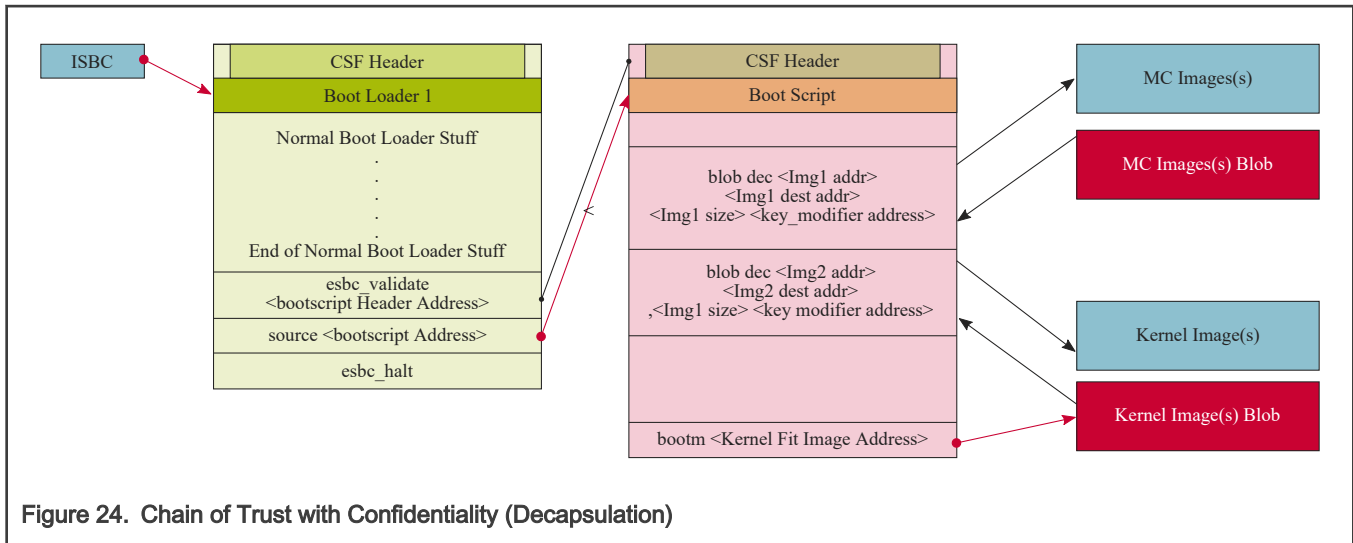 ISBC
CSF Header
Boot Loader 1
Normal Boot Loader Stuff
.
.
.
.
.
End of Normal Boot Loader Stuff
esbc_validate
<bootscript Header Address>
source <bootscript Address>
esbc_halt
CSF Header
Boot Script
blob dec <Img1 addr>
<Img1 dest addr>
<Img1 size> <key_modifier address>
blob dec <Img2 addr>
<Img2 dest addr>
,<Img1 size> <key modifier address>
bootm <Kernel Fit Image Address>
MC Images(s)
MC Images(s) Blob
Kernel Image(s)
Kernel Image(s) Blob
Figure 24. Chain of Trust with Confidentiality (Decapsulation)